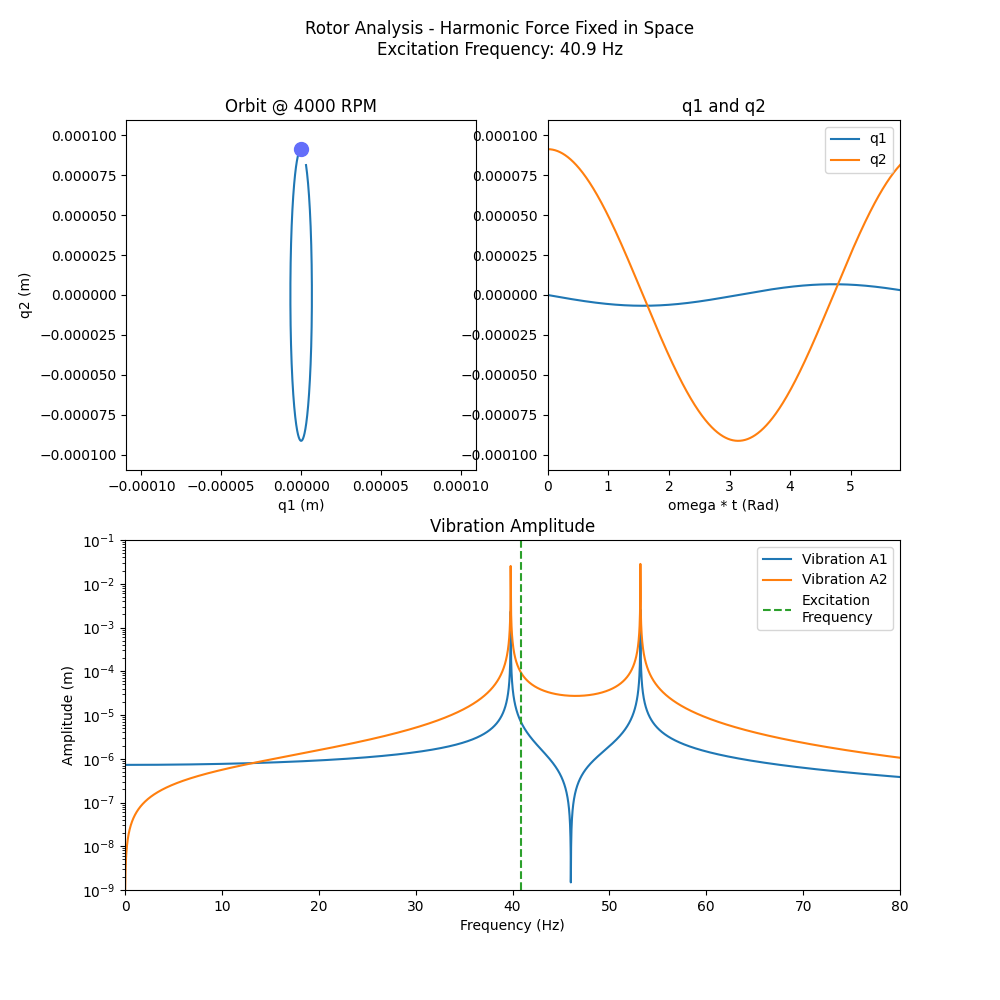 Rotor Analysis - Harmonic Force Fixed in Space
Excitation Frequency: 40.9 Hz
Orbit @ 4000 RPM
0.000100
0.000075
0.000050
0.000025
0.000000
−0.000025
−0.000050
−0.000075
−0.000100
q2 (m)
−0.00010 −0.00005 0.00000 0.00005 0.00010
q1 (m)
q1 and q2
q1
q2
0.000100
0.000075
0.000050
0.000025
0.000000
−0.000025
−0.000050
−0.000075
−0.000100
0 1 2 3 4 5
omega * t (Rad)
Vibration Amplitude
Vibration A1
Vibration A2
Excitation
Frequency
10⁻¹
10⁻²
10⁻³
10⁻⁴
10⁻⁵
10⁻⁶
10⁻⁷
10⁻⁸
10⁻⁹
Amplitude (m)
0 10 20 30 40 50 60 70 80
Frequency (Hz)